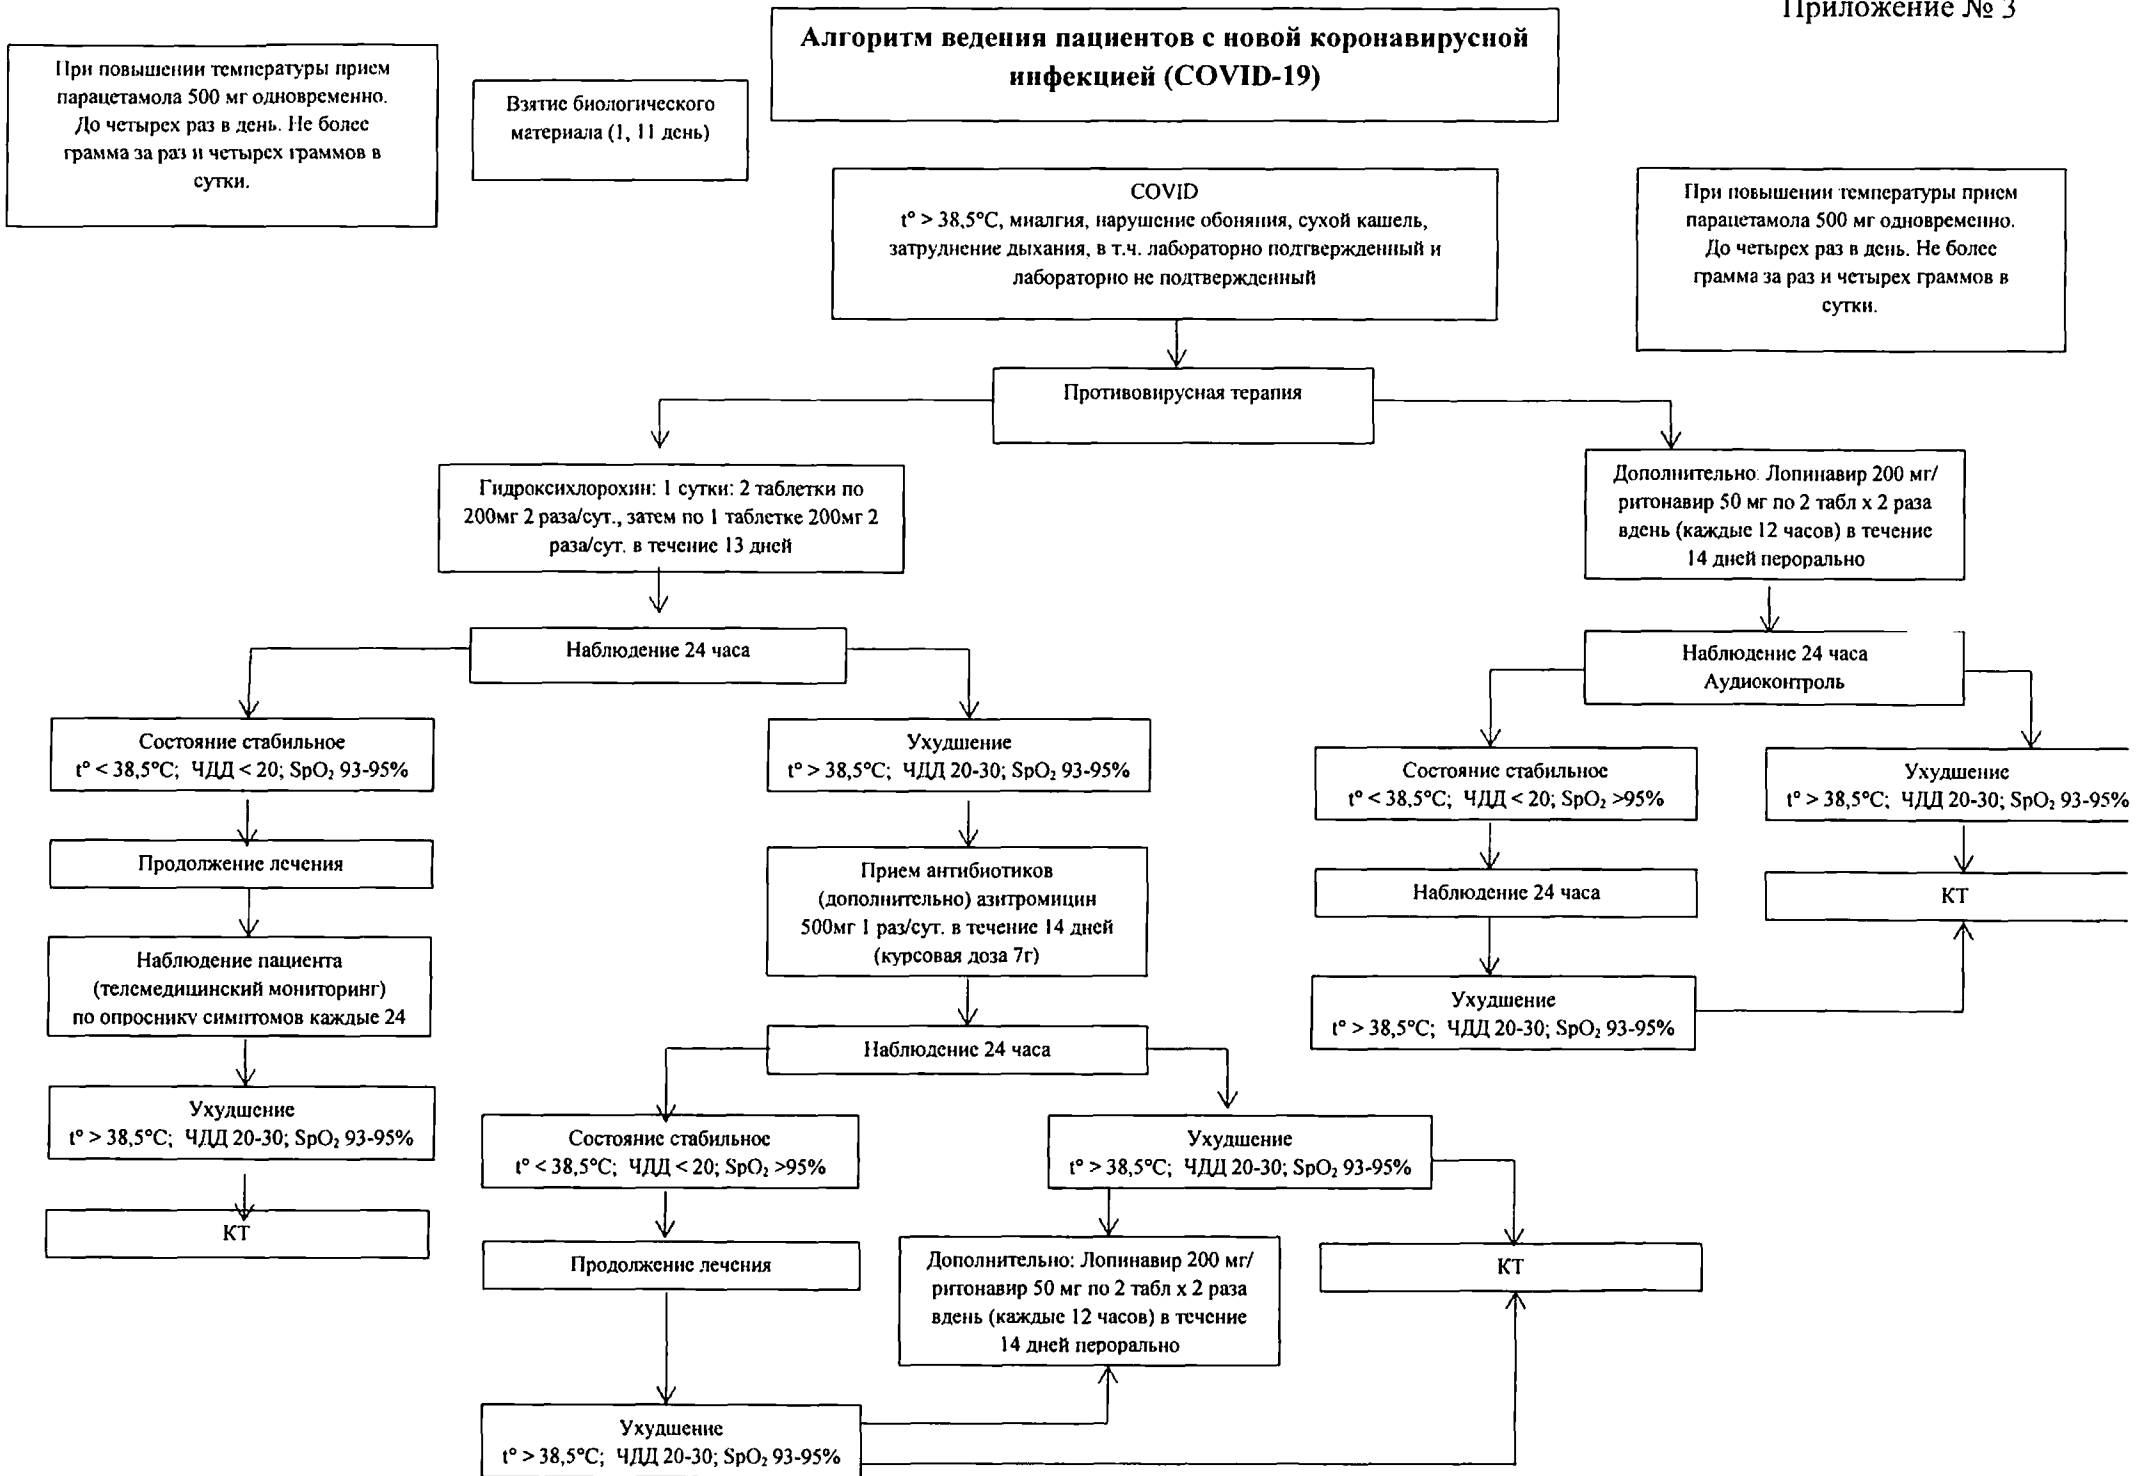 Приложение № 3
Алгоритм ведения пациентов с новой коронавирусной
инфекцией (COVID-19)
При повышении температуры прием
парацетамола 500 мг одновременно.
До четырех раз в день. Не более
грамма за раз и четырех граммов в
сутки.
Взятие биологического
материала (1, 11 день)
COVID
t° > 38,5°C, миалгия, нарушение обоняния, сухой кашель,
затруднение дыхания, в т.ч. лабораторно подтвержденный и
лабораторно не подтвержденный
При повышении температуры прием
парацетамола 500 мг одновременно.
До четырех раз в день. Не более
грамма за раз и четырех граммов в
сутки.
Противовирусная терапия
Гидроксихлорохин: 1 сутки: 2 таблетки по
200мг 2 раза/сут., затем по 1 таблетке 200мг 2
раза/сут. в течение 13 дней
Дополнительно: Лопинавир 200 мг/
ритонавир 50 мг по 2 табл х 2 раза
вдень (каждые 12 часов) в течение
14 дней перорально
Наблюдение 24 часа
Наблюдение 24 часа
Аудиоконтроль
Состояние стабильное
t° < 38,5°C; ЧДД < 20; SpO₂ 93-95%
Ухудшение
t° > 38,5°C; ЧДД 20-30; SpO₂ 93-95%
Состояние стабильное
t° < 38,5°C; ЧДД < 20; SpO₂ >95%
Ухудшение
t° > 38,5°C; ЧДД 20-30; SpO₂ 93-95%
Продолжение лечения
Прием антибиотиков
(дополнительно) азитромицин
500мг 1 раз/сут. в течение 14 дней
(курсовая доза 7г)
Наблюдение 24 часа
КТ
Наблюдение пациента
(телемедицинский мониторинг)
по опроснику симптомов каждые 24
Ухудшение
t° > 38,5°C; ЧДД 20-30; SpO₂ 93-95%
Наблюдение 24 часа
Ухудшение
t° > 38,5°C; ЧДД 20-30; SpO₂ 93-95%
Состояние стабильное
t° < 38,5°C; ЧДД < 20; SpO₂ >95%
Ухудшение
t° > 38,5°C; ЧДД 20-30; SpO₂ 93-95%
КТ
Продолжение лечения
Дополнительно: Лопинавир 200 мг/
ритонавир 50 мг по 2 табл х 2 раза
вдень (каждые 12 часов) в течение
14 дней перорально
КТ
Ухудшение
t° > 38,5°C; ЧДД 20-30; SpO₂ 93-95%